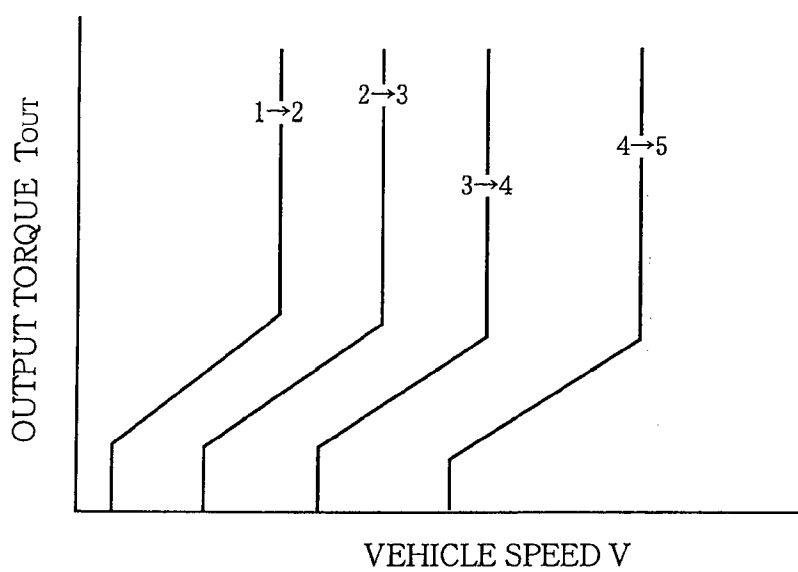 OUTPUT TORQUE TOUT
1→2
2→3
3→4
4→5
VEHICLE SPEED V